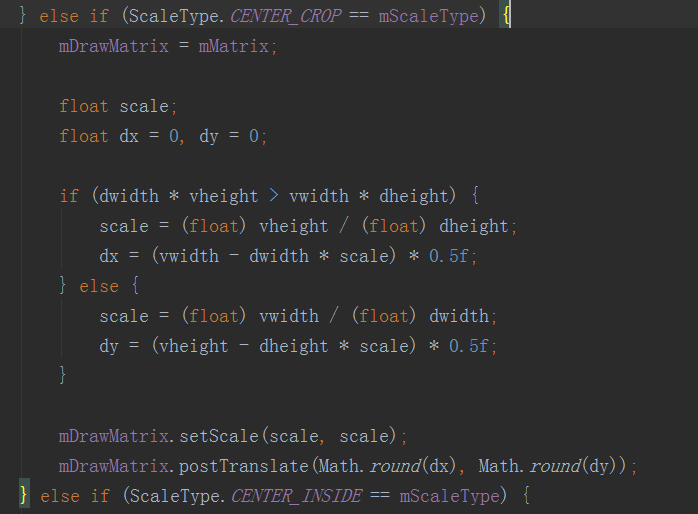 } else if (ScaleType.CENTER_CROP == mScaleType) {
mDrawMatrix = mMatrix;
float scale;
float dx = 0, dy = 0;
if (dwidth * vheight > vwidth * dheight) {
scale = (float) vheight / (float) dheight;
dx = (vwidth - dwidth * scale) * 0.5f;
} else {
scale = (float) vwidth / (float) dwidth;
dy = (vheight - dheight * scale) * 0.5f;
}
mDrawMatrix.setScale(scale, scale);
mDrawMatrix.postTranslate(Math.round(dx), Math.round(dy));
} else if (ScaleType.CENTER_INSIDE == mScaleType) {